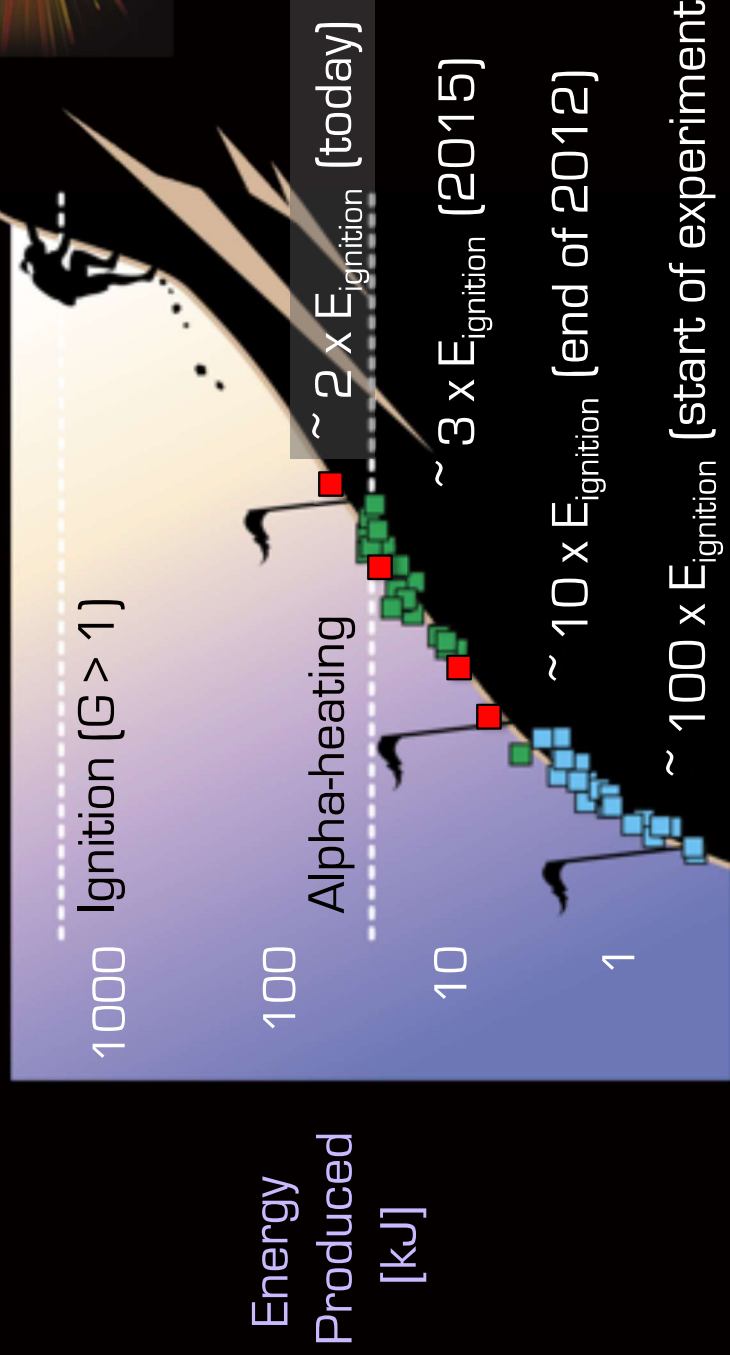 Ignition (G > 1)
1000
100
Alpha-heating
10
1
Energy
Produced
[kJ]
~ 2 x Eignition (today)
~ 3 x Eignition (2015)
~ 10 x Eignition (end of 2012)
~ 100 x Eignition (start of experiment